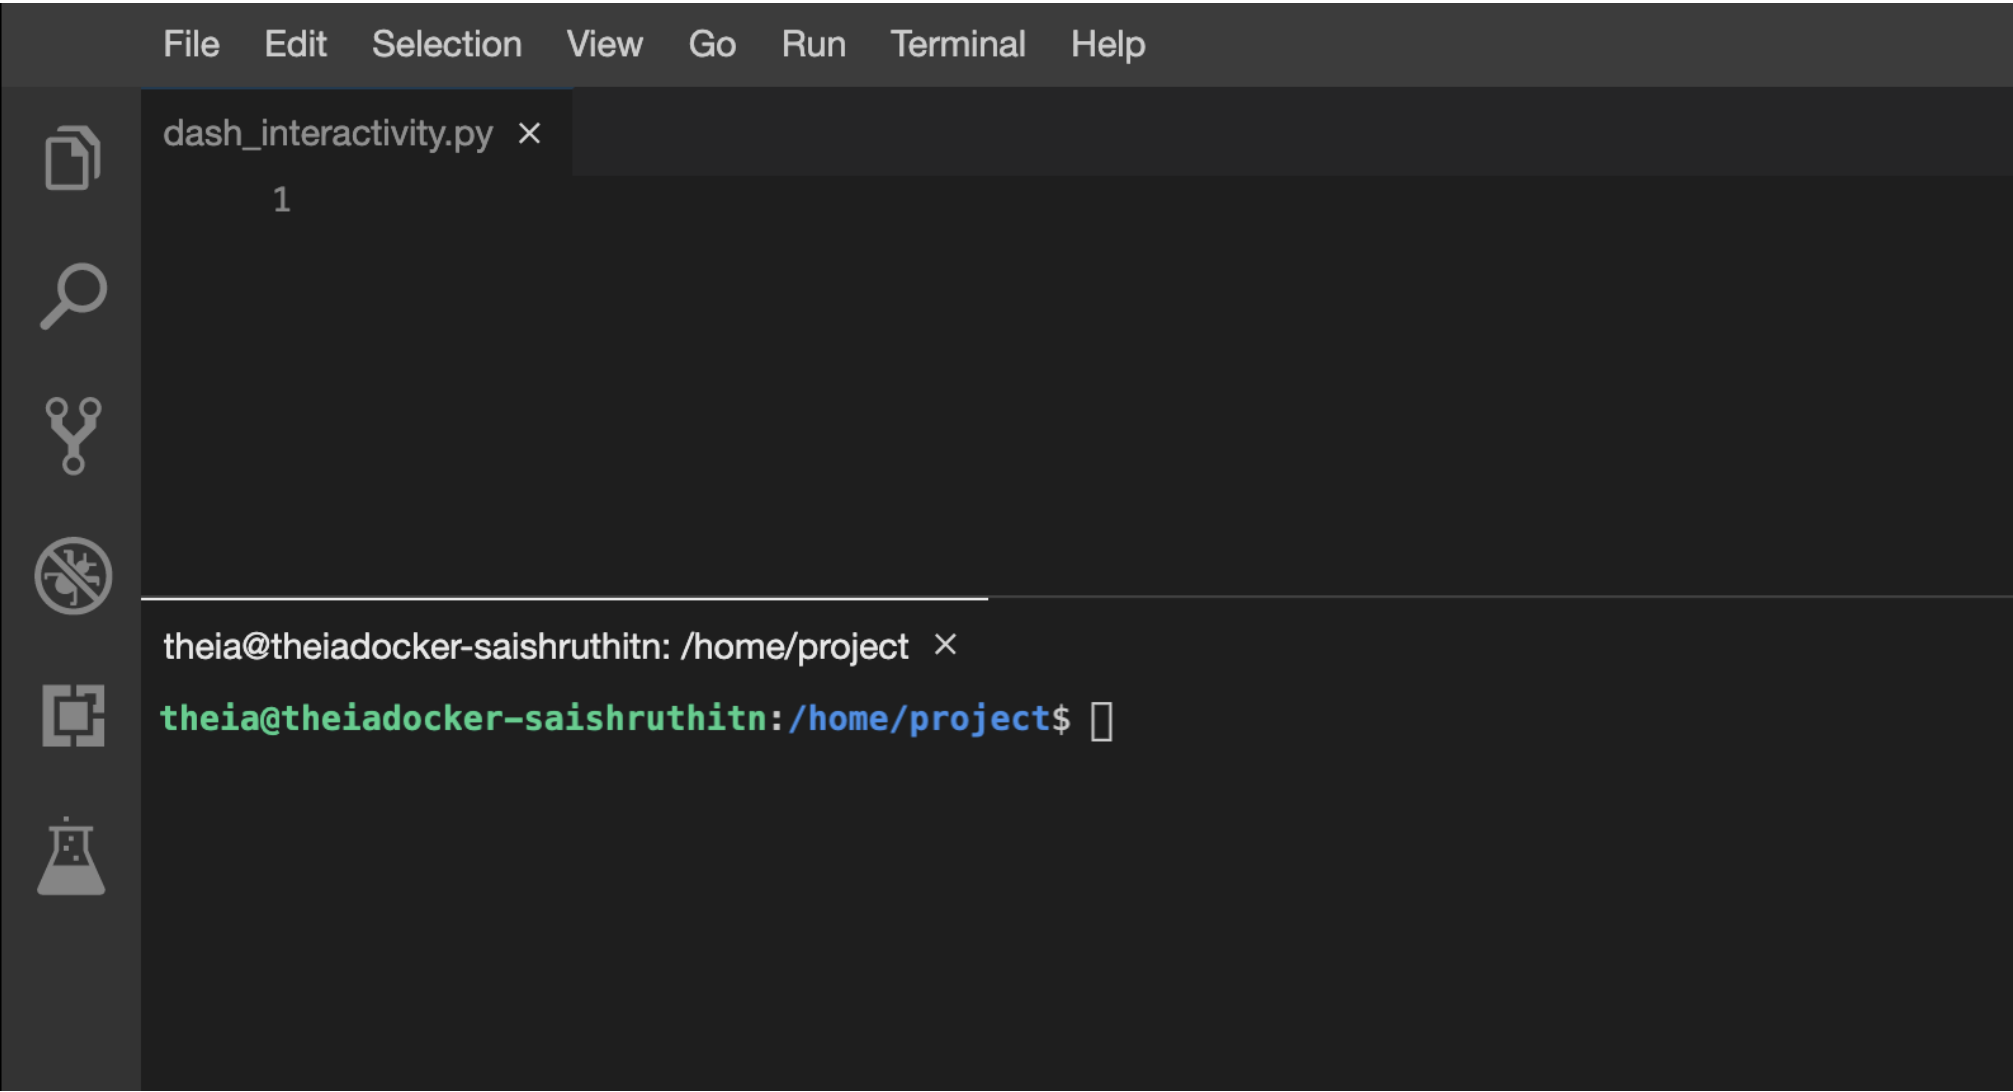 File Edit Selection View Go Run Terminal Help
dash_interactivity.py ×
1
theia@theiadocker-saishruthitn: /home/project ×
theia@theiadocker-saishruthitn:/home/project$